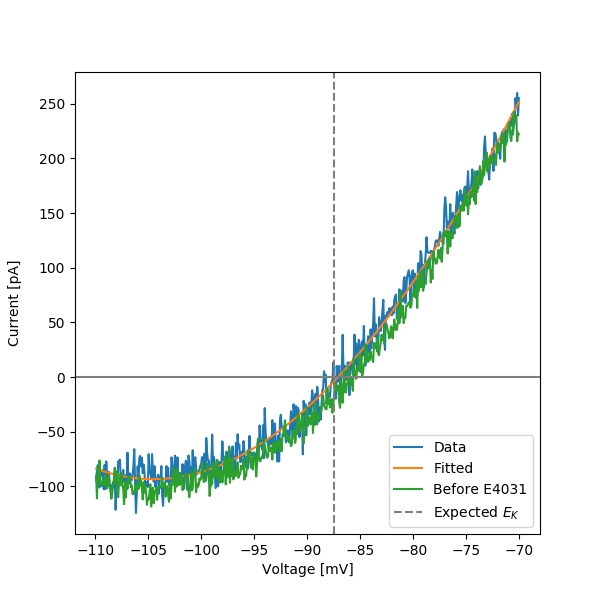 250
200
150
100
50
0
−50
−100
Current [pA]
−110 −105 −100 −95 −90 −85 −80 −75 −70
Voltage [mV]
Data
Fitted
Before E4031
Expected E_K